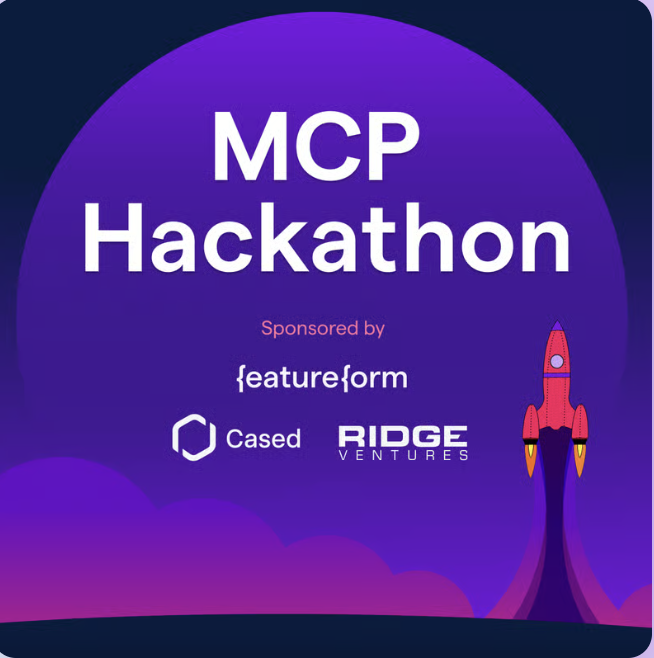 MCP
Hackathon
Sponsored by
{eature{orm
Cased
RIDGE
VENTURES